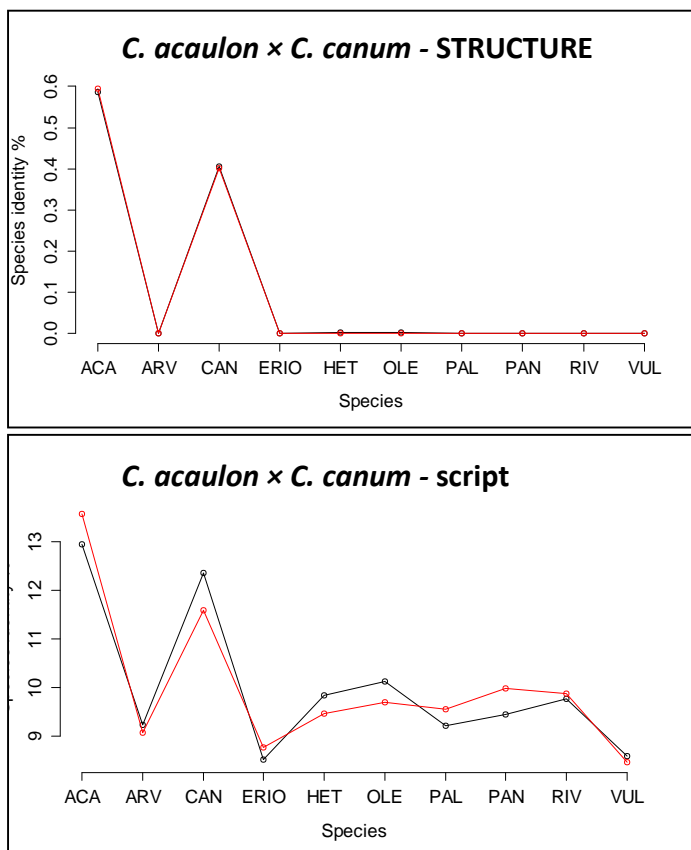 C. acaulon × C. canum - STRUCTURE
Species identity %
0.6
0.5
0.4
0.3
0.2
0.1
0.0
ACA ARV CAN ERIO HET OLE PAL PAN RIV VUL
Species
C. acaulon × C. canum - script
13
12
11
10
9
ACA ARV CAN ERIO HET OLE PAL PAN RIV VUL
Species